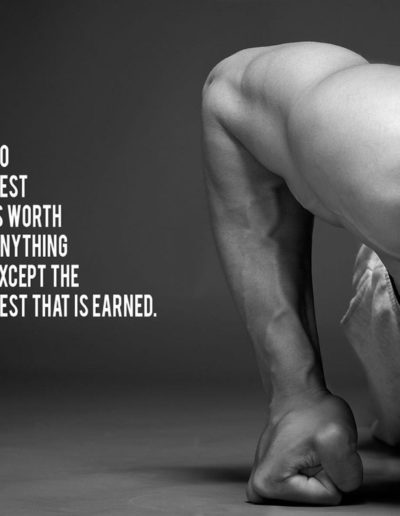 O
EST
S WORTH
NYTHING
XCEPT THE
EST THAT IS EARNED.